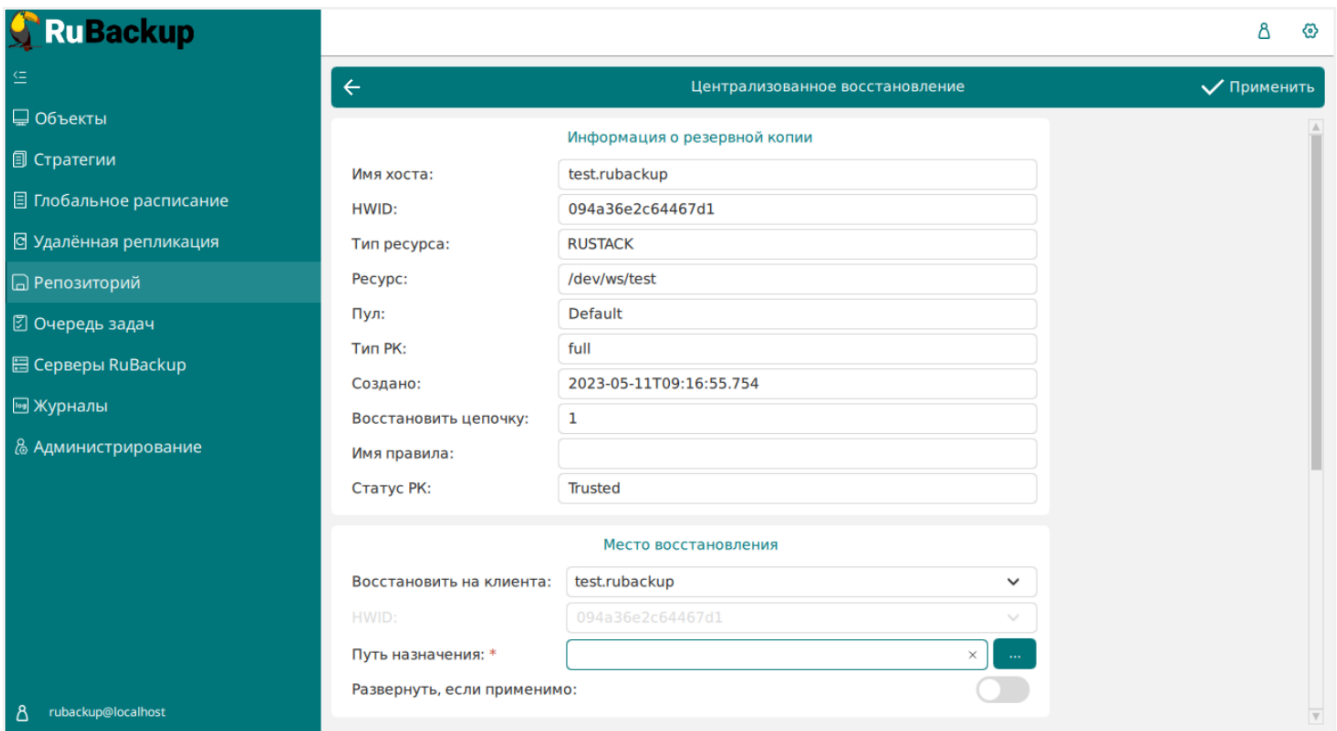 RuBackup
Объекты
Стратегии
Глобальное расписание
Удалённая репликация
Репозиторий
Очередь задач
Серверы RuBackup
log Журналы
Администрирование
rubackup@localhost
Централизованное восстановление
Применить
Информация о резервной копии
Имя хоста: test.rubackup
HWID: 094a36e2c64467d1
Тип ресурса: RUSTACK
Ресурс: /dev/ws/test
Пул: Default
Тип РК: full
Создано: 2023-05-11T09:16:55.754
Восстановить цепочку: 1
Имя правила:
Статус РК: Trusted
Место восстановления
Восстановить на клиента: test.rubackup
HWID: 094a36e2c64467d1
Путь назначения: * ...
Развернуть, если применимо: